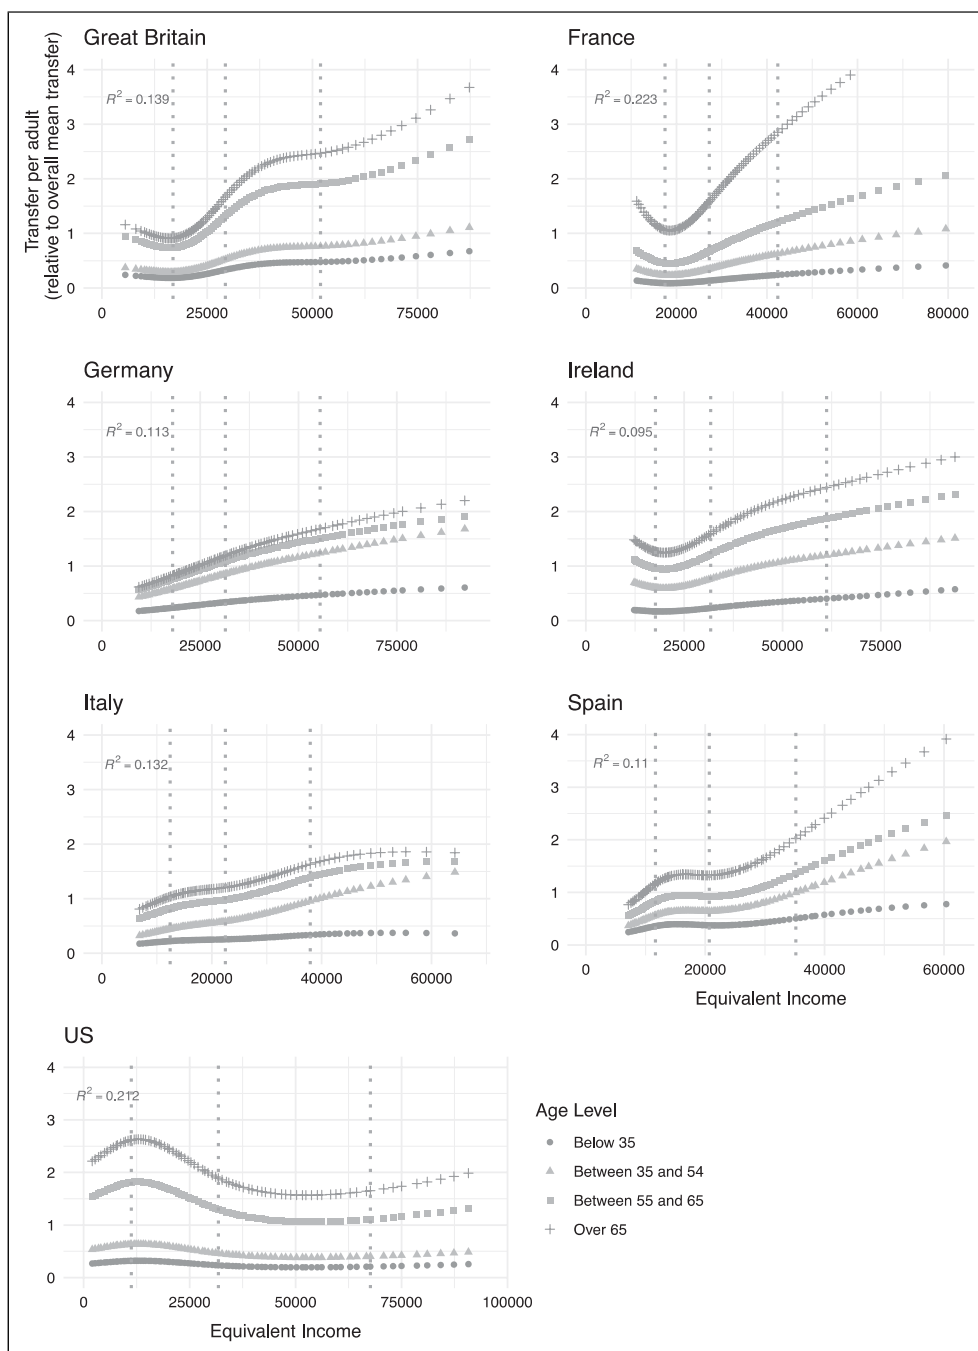 Great Britain
France
Transfer per adult
(relative to overall mean transfer)
4
3
2
1
0
R² = 0.139
0
25000
50000
75000
4
3
2
1
0
R² = 0.223
0
20000
40000
60000
80000
Germany
Ireland
4
3
2
1
0
R² = 0.113
0
25000
50000
75000
4
3
2
1
0
R² = 0.095
0
25000
50000
75000
Italy
Spain
4
3
2
1
0
R² = 0.132
0
20000
40000
60000
4
3
2
1
0
R² = 0.11
0
20000
40000
60000
Equivalent Income
US
4
3
2
1
0
R² = 0.212
0
25000
50000
75000
100000
Equivalent Income
Age Level
Below 35
Between 35 and 54
Between 55 and 65
Over 65